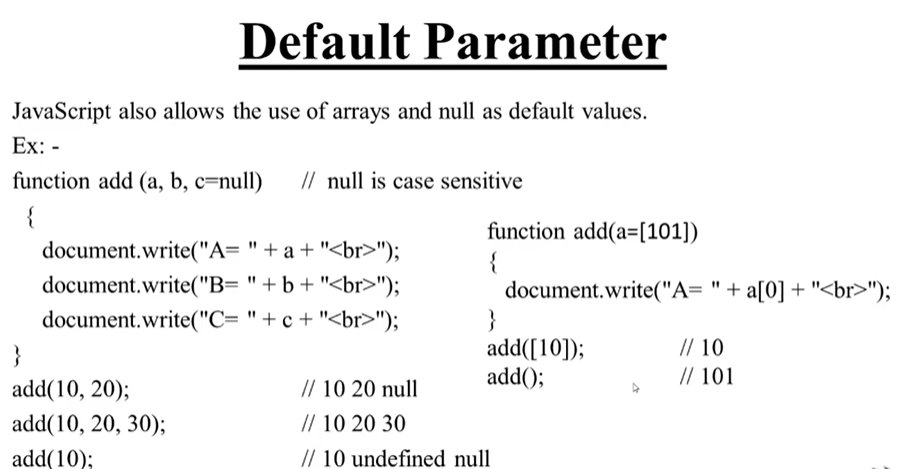 Default Parameter
JavaScript also allows the use of arrays and null as default values.
Ex: -
function add (a, b, c=null) // null is case sensitive
{
document.write("A= " + a + "<br>");
document.write("B= " + b + "<br>");
document.write("C= " + c + "<br>");
}
add(10, 20); // 10 20 null
add(10, 20, 30); // 10 20 30
add(10); // 10 undefined null
function add(a=[101])
{
document.write("A= " + a[0] + "<br>");
}
add([10]); // 10
add(); // 101